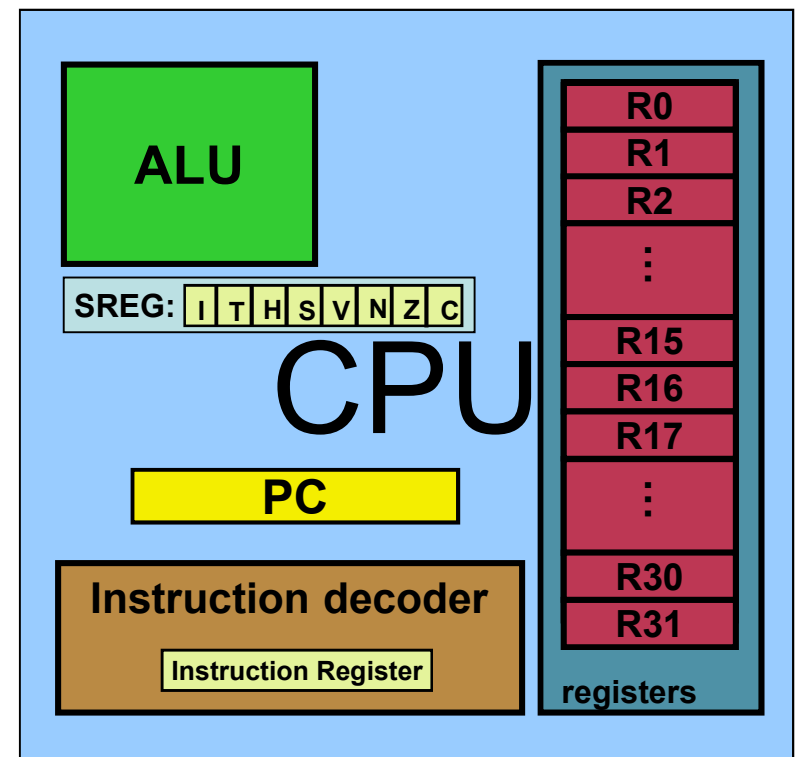 ALU
SREG: I T H S V N Z C
CPU
PC
Instruction decoder
Instruction Register
R0
R1
R2
⋮
R15
R16
R17
⋮
R30
R31
registers